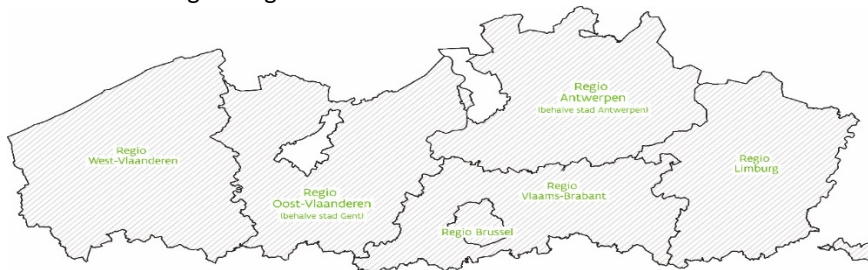 Regio
Antwerpen
(behalve stad Antwerpen)
Regio
West-Vlaanderen
Regio
Limburg
Regio
Oost-Vlaanderen
(behalve stad Gent)
Regio
Vlaams-Brabant
Regio Brussel